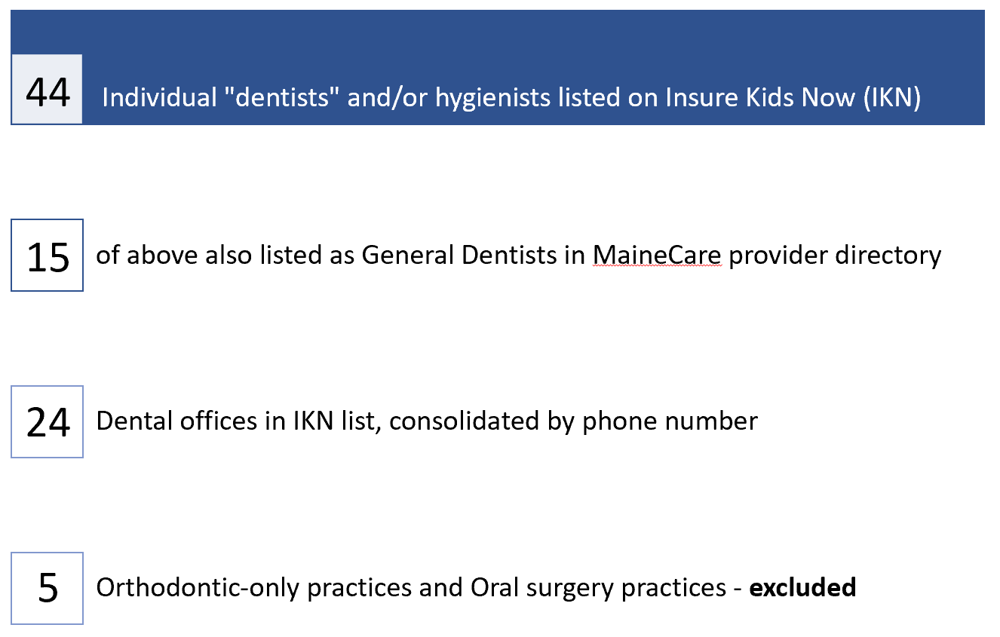 44 Individual "dentists" and/or hygienists listed on Insure Kids Now (IKN)
15 of above also listed as General Dentists in MaineCare provider directory
24 Dental offices in IKN list, consolidated by phone number
5 Orthodontic-only practices and Oral surgery practices - excluded